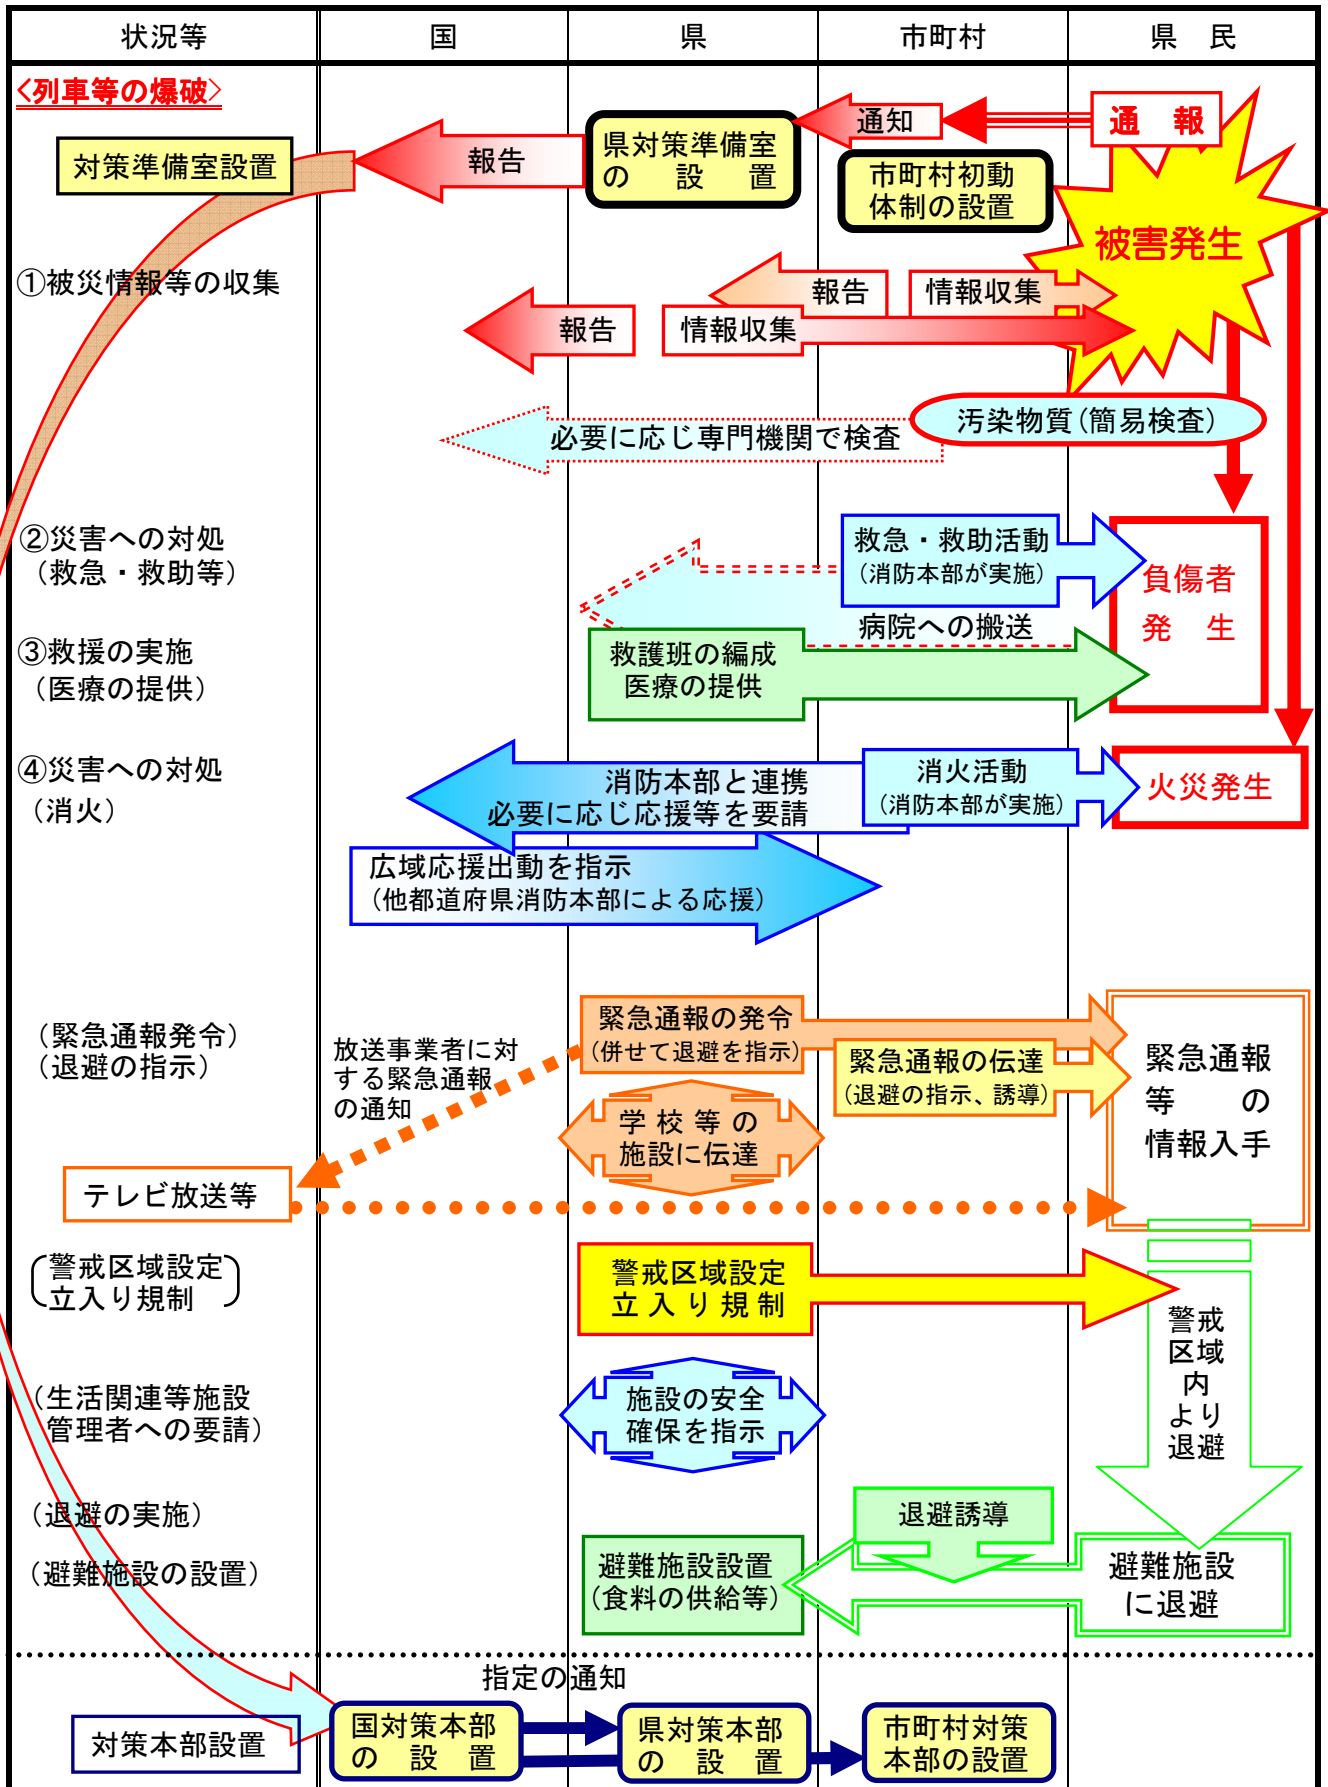 状況等
国
県
市町村
県 民
<列車等の爆破>
通知
通 報
対策準備室設置
報告
県対策準備室
の 設 置
市町村初動
体制の設置
被害発生
①被災情報等の収集
報告
情報収集
報告
情報収集
汚染物質(簡易検査)
必要に応じ専門機関で検査
②災害への対処
(救急・救助等)
救急・救助活動
(消防本部が実施)
負傷者
発 生
病院への搬送
③救援の実施
(医療の提供)
救護班の編成
医療の提供
④災害への対処
(消火)
消防本部と連携
必要に応じ応援等を要請
消火活動
(消防本部が実施)
火災発生
広域応援出動を指示
(他都道府県消防本部による応援)
(緊急通報発令)
(退避の指示)
放送事業者に対
する緊急通報
の通知
緊急通報の発令
(併せて退避を指示)
緊急通報の伝達
(退避の指示、誘導)
緊急通報
等 の
情報入手
学校等の
施設に伝達
テレビ放送等
警戒区域設定
立入り規制
警戒区域設定
立入り規制
警戒
区域
内
より
退避
(生活関連等施設
管理者への要請)
施設の安全
確保を指示
(退避の実施)
退避誘導
(避難施設の設置)
避難施設設置
(食料の供給等)
避難施設
に退避
指定の通知
対策本部設置
国対策本部
の 設 置
県対策本部
の 設 置
市町村対策
本部の設置